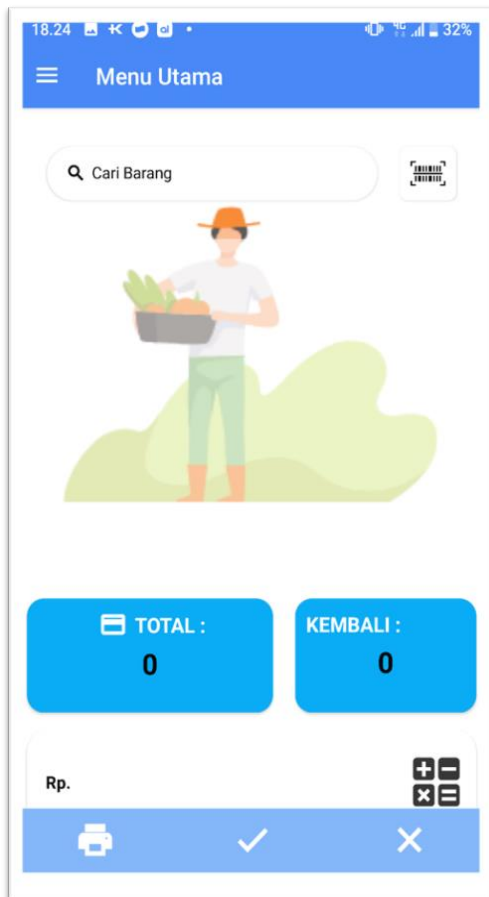 18.24 32%
Menu Utama
Cari Barang
TOTAL :
0
KEMBALI :
0
Rp.